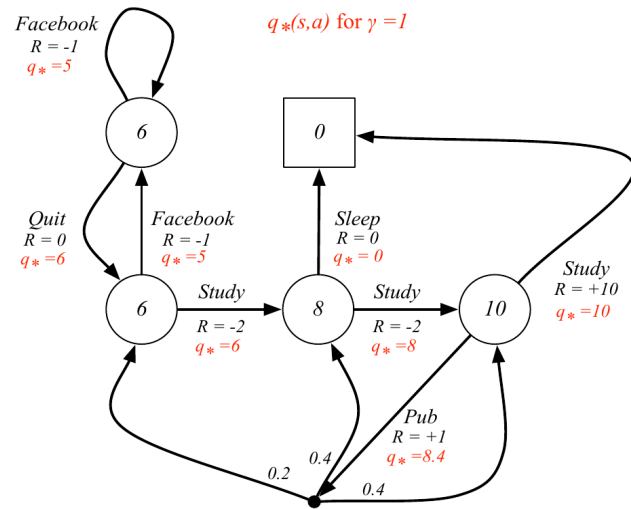 Facebook
R = -1
q* =5
q*(s,a) for γ =1
6
0
Quit
R = 0
q* =6
Facebook
R = -1
q* =5
Sleep
R = 0
q* =0
Study
R = +10
q* =10
6
Study
R = -2
q* =6
8
Study
R = -2
q* =8
10
Pub
R = +1
q* =8.4
0.2
0.4
0.4